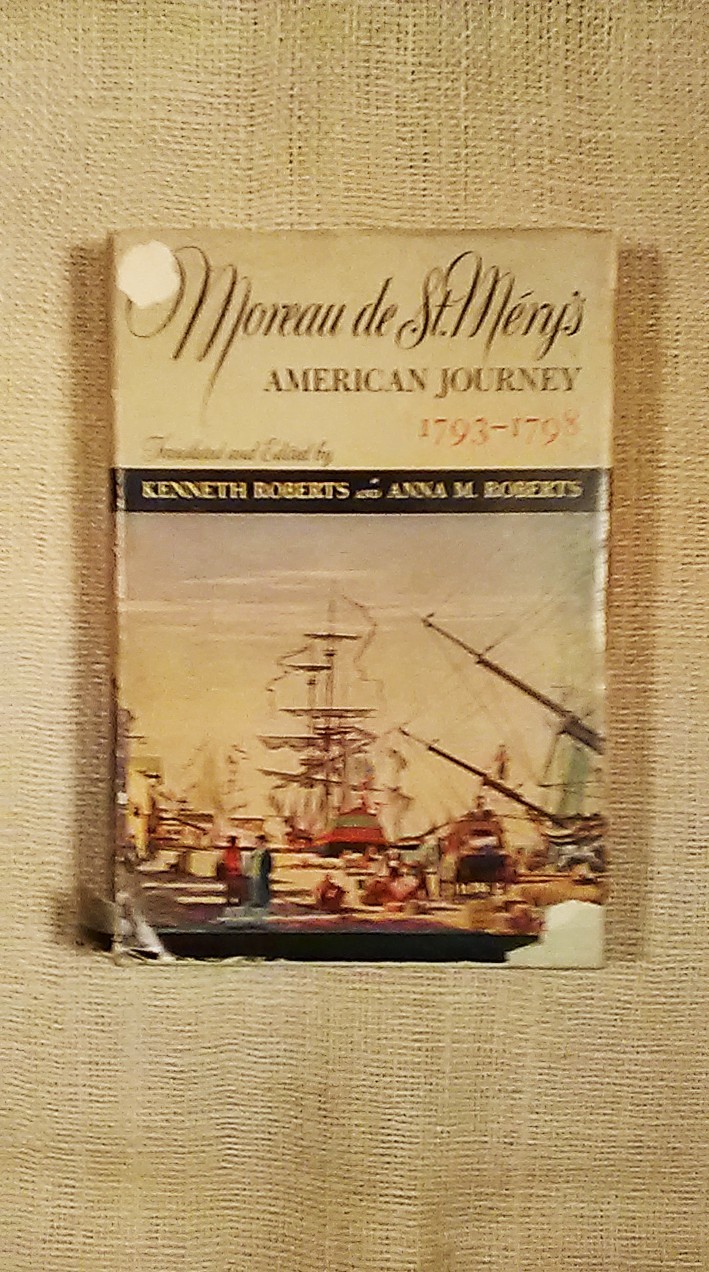 Moreau de St. Méry's
AMERICAN JOURNEY
1793-1798
Translated and Edited by
KENNETH ROBERTS AND ANNA M. ROBERTS